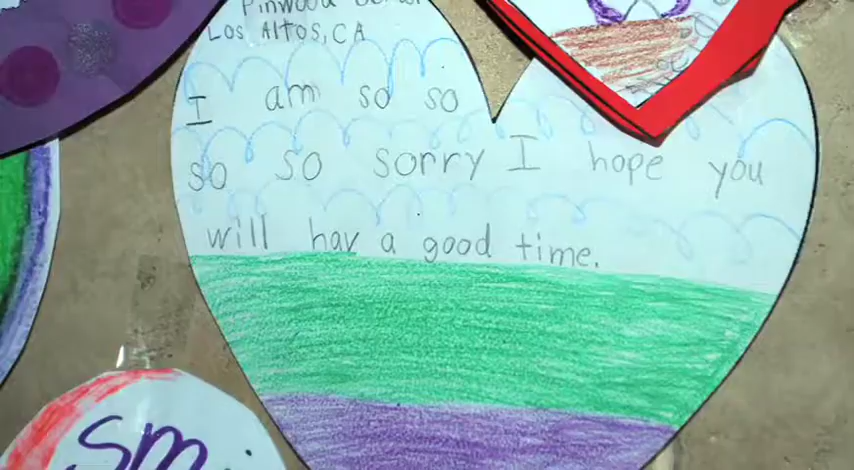 Los Altos, CA
I am so so
so so sorry I hope you
will hav a good time.
Sm